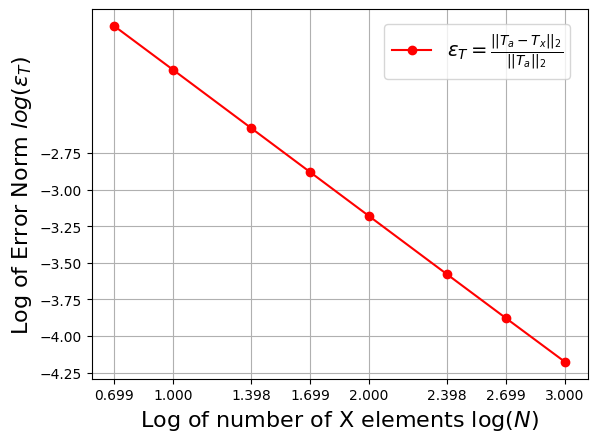 ε_T = ||T_a − T_x||_2 / ||T_a||_2
Log of Error Norm log(ε_T)
−2.75
−3.00
−3.25
−3.50
−3.75
−4.00
−4.25
0.699 1.000 1.398 1.699 2.000 2.398 2.699 3.000
Log of number of X elements log(N)